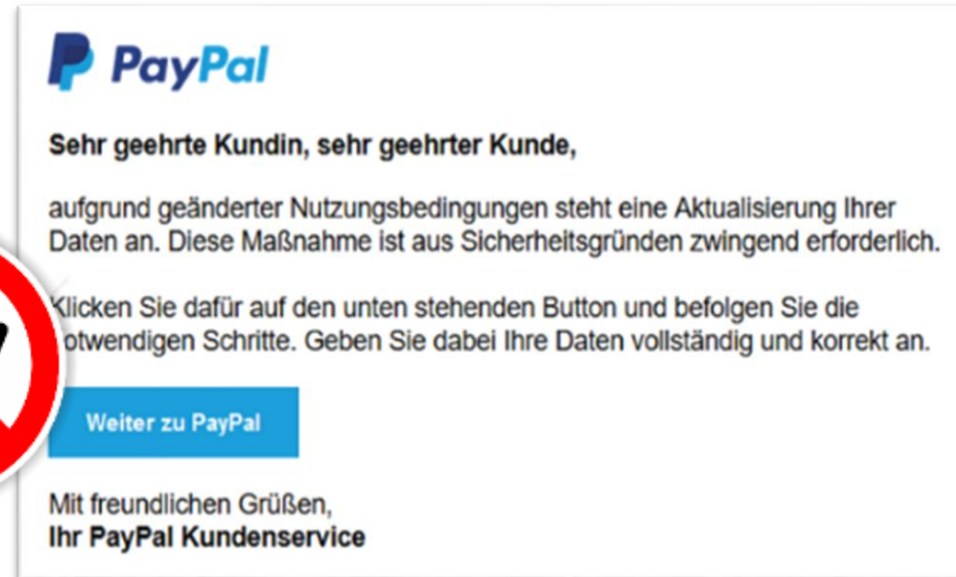 PayPal
Sehr geehrte Kundin, sehr geehrter Kunde,
aufgrund geänderter Nutzungsbedingungen steht eine Aktualisierung Ihrer
Daten an. Diese Maßnahme ist aus Sicherheitsgründen zwingend erforderlich.
Klicken Sie dafür auf den unten stehenden Button und befolgen Sie die
notwendigen Schritte. Geben Sie dabei Ihre Daten vollständig und korrekt an.
Weiter zu PayPal
Mit freundlichen Grüßen,
Ihr PayPal Kundenservice